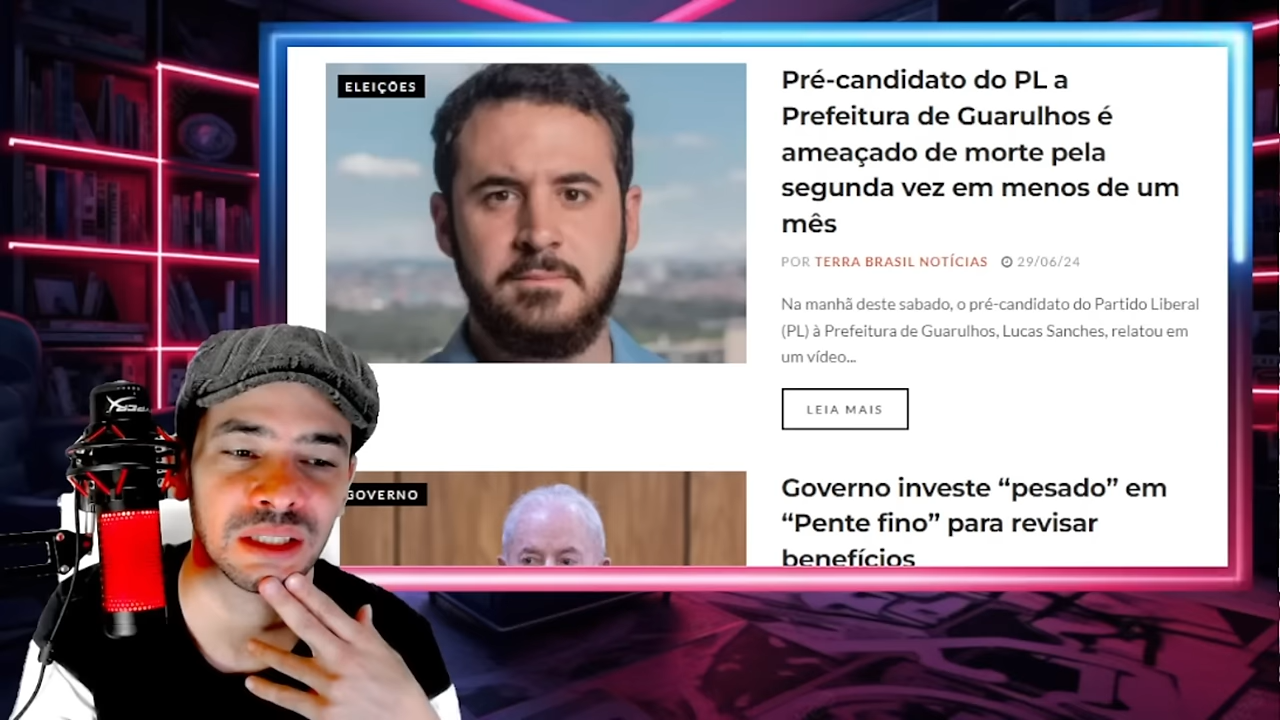 ELEIÇÕES
Pré-candidato do PL a
Prefeitura de Guarulhos é
ameaçado de morte pela
segunda vez em menos de um
mês
POR TERRA BRASIL NOTÍCIAS 29/06/24
Na manhã deste sabado, o pré-candidato do Partido Liberal
(PL) à Prefeitura de Guarulhos, Lucas Sanches, relatou em
um vídeo...
LEIA MAIS
GOVERNO
Governo investe “pesado” em
“Pente fino” para revisar
benefícios